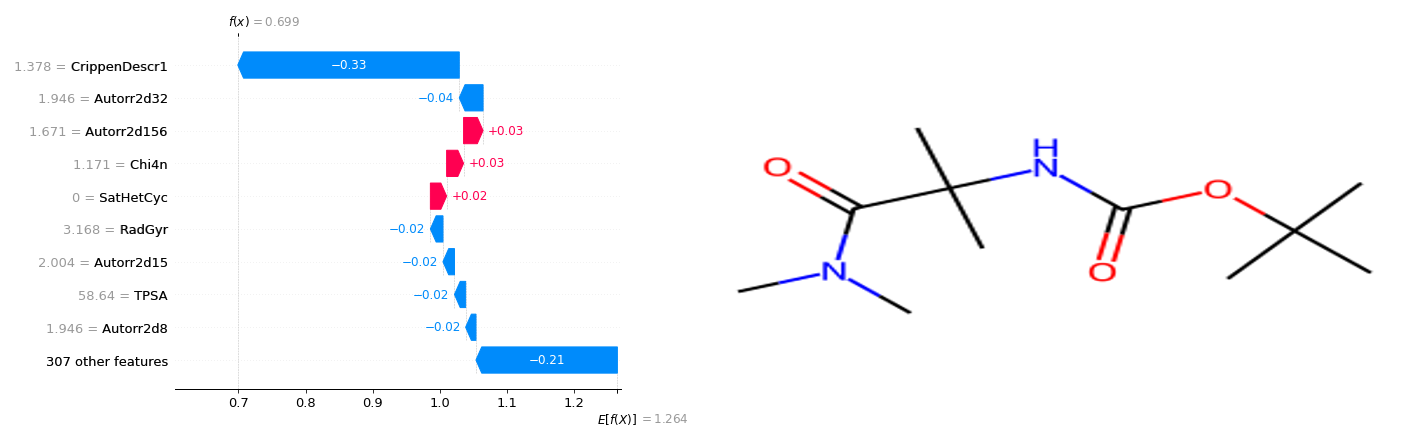 f(x) = 0.699
1.378 = CrippenDescr1
−0.33
1.946 = Autorr2d32
−0.04
1.671 = Autorr2d156
+0.03
1.171 = Chi4n
+0.03
0 = SatHetCyc
+0.02
3.168 = RadGyr
−0.02
2.004 = Autorr2d15
−0.02
58.64 = TPSA
−0.02
1.946 = Autorr2d8
−0.02
307 other features
−0.21
0.7 0.8 0.9 1.0 1.1 1.2
E[f(X)] = 1.264
H
O N
O
N O